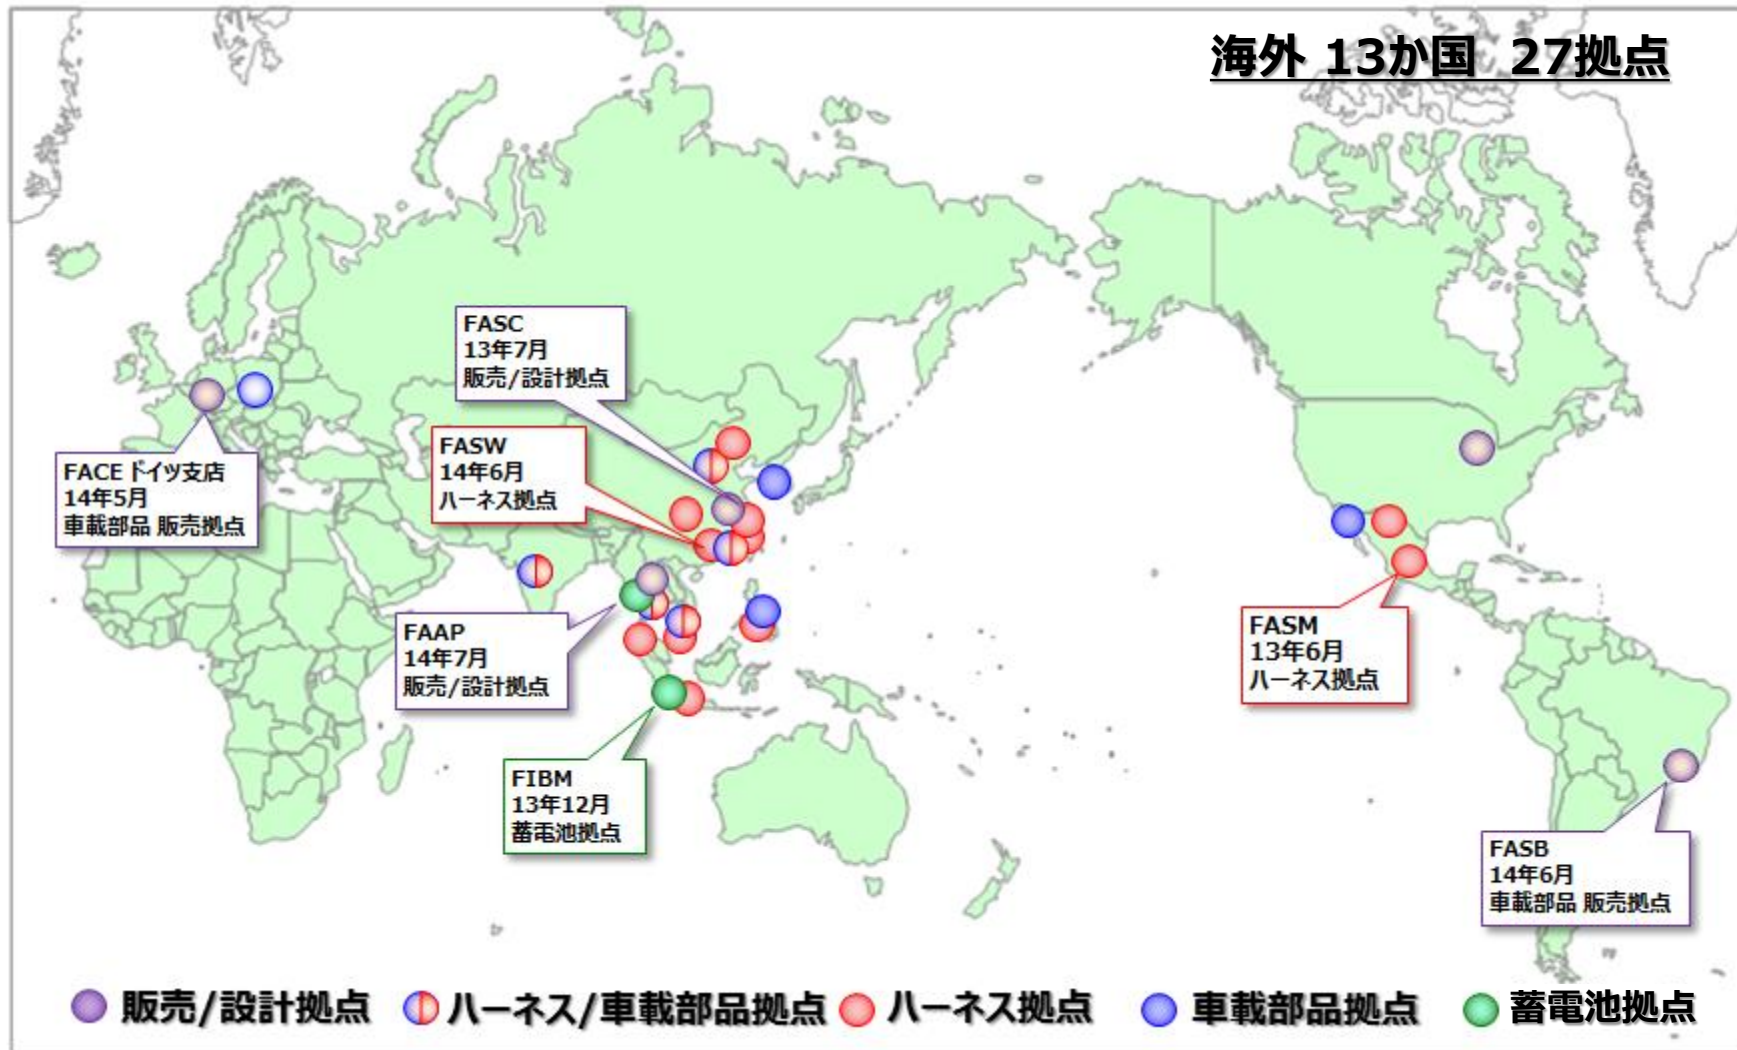 海外 13か国 27拠点
FASC
13年7月
販売/設計拠点
FASW
14年6月
ハーネス拠点
FACE ドイツ支店
14年5月
車載部品 販売拠点
FAAP
14年7月
販売/設計拠点
FASM
13年6月
ハーネス拠点
FIBM
13年12月
蓄電池拠点
FASB
14年6月
車載部品 販売拠点
販売/設計拠点 ハーネス/車載部品拠点 ハーネス拠点 車載部品拠点 蓄電池拠点